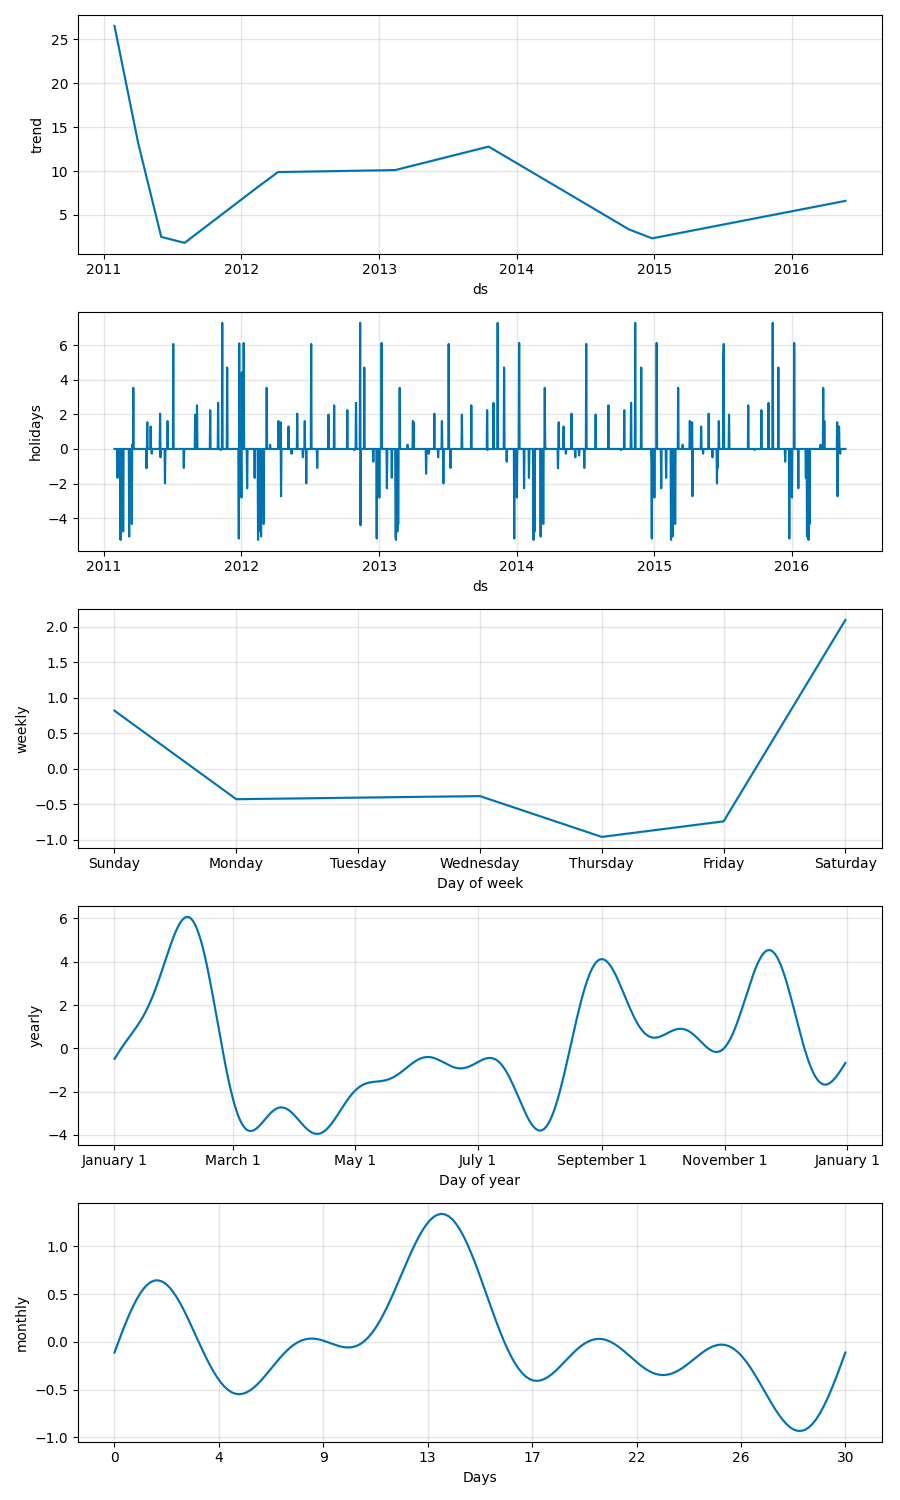 25
20
15
10
5
trend
2011 2012 2013 2014 2015 2016
ds
6
4
2
0
−2
−4
holidays
2011 2012 2013 2014 2015 2016
ds
2.0
1.5
1.0
0.5
0.0
−0.5
−1.0
weekly
Sunday Monday Tuesday Wednesday Thursday Friday Saturday
Day of week
6
4
2
0
−2
−4
yearly
January 1 March 1 May 1 July 1 September 1 November 1 January 1
Day of year
1.0
0.5
0.0
−0.5
−1.0
monthly
0 4 9 13 17 22 26 30
Days